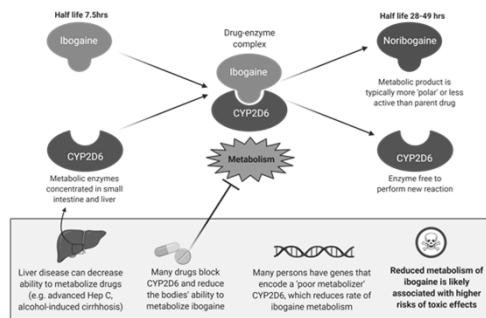 Half life 7.5hrs
Ibogaine
Drug-enzyme
complex
Ibogaine
CYP2D6
Metabolism
Half life 28-49 hrs
Noribogaine
Metabolic product is
typically more 'polar' or less
active than parent drug
CYP2D6
Metabolic enzymes
concentrated in small
intestine and liver
CYP2D6
Enzyme free to
perform new reaction
Liver disease can decrease
ability to metabolize drugs
(e.g. advanced Hep C,
alcohol-induced cirrhosis)
Many drugs block
CYP2D6 and reduce
the bodies' ability to
metabolize ibogaine
Many persons have genes that
encode a 'poor metabolizer'
CYP2D6, which reduces rate of
ibogaine metabolism
Reduced metabolism of
ibogaine is likely
associated with higher
risks of toxic effects